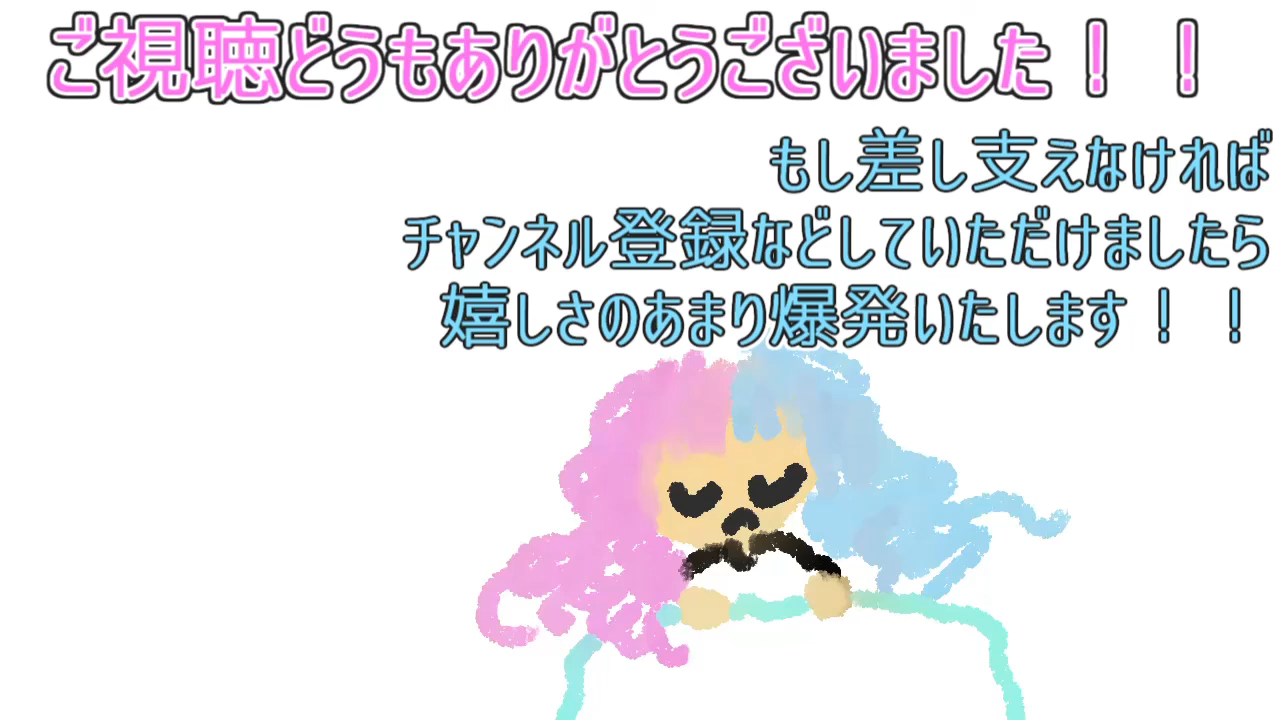 ご視聴どうもありがとうございました！！
もし差し支えなければ
チャンネル登録などしていただけましたら
嬉しさのあまり爆発いたします！！